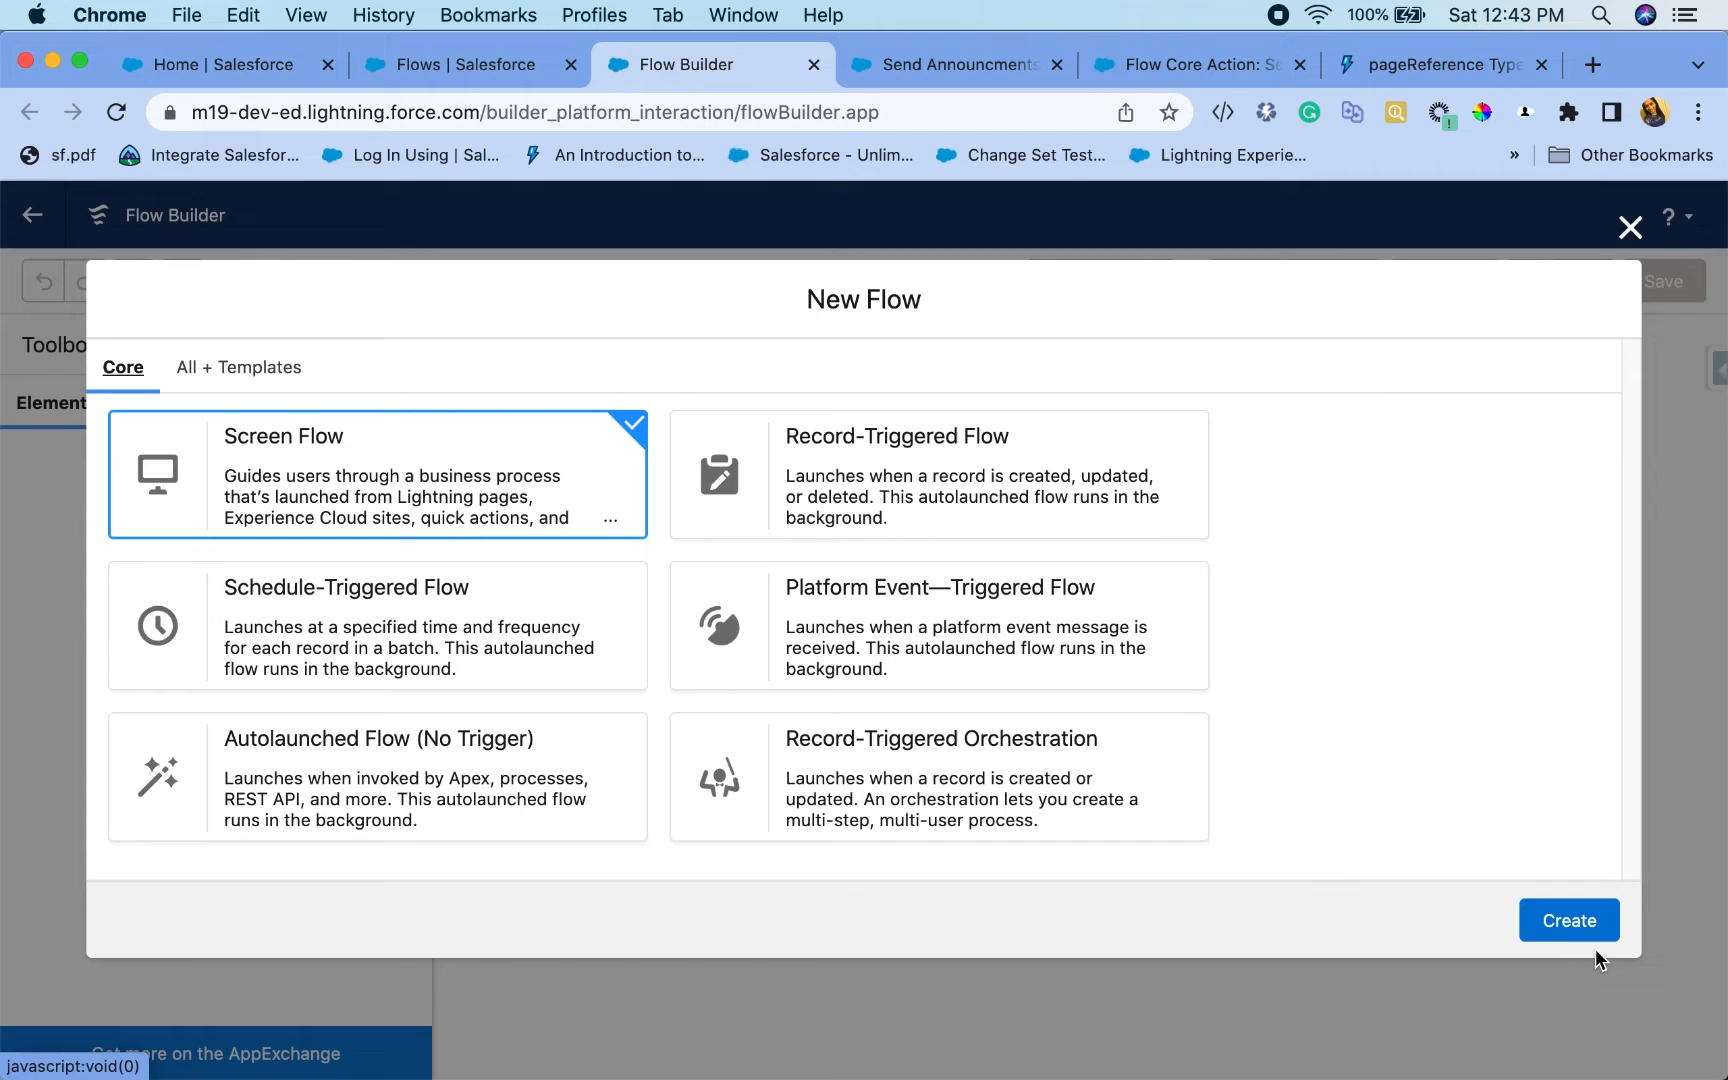 Chrome File Edit View History Bookmarks Profiles Tab Window Help 100% Sat 12:43 PM
Home | Salesforce Flows | Salesforce Flow Builder Send Announcments Flow Core Action: Se pageReference Type
m19-dev-ed.lightning.force.com/builder_platform_interaction/flowBuilder.app
sf.pdf Integrate Salesfor... Log In Using | Sal... An Introduction to... Salesforce - Unlim... Change Set Test... Lightning Experie... » Other Bookmarks
Flow Builder ?
Save
New Flow
Toolbo
Core All + Templates
Element
Screen Flow
Guides users through a business process
that's launched from Lightning pages,
Experience Cloud sites, quick actions, and ...
Record-Triggered Flow
Launches when a record is created, updated,
or deleted. This autolaunched flow runs in the
background.
Schedule-Triggered Flow
Launches at a specified time and frequency
for each record in a batch. This autolaunched
flow runs in the background.
Platform Event—Triggered Flow
Launches when a platform event message is
received. This autolaunched flow runs in the
background.
Autolaunched Flow (No Trigger)
Launches when invoked by Apex, processes,
REST API, and more. This autolaunched flow
runs in the background.
Record-Triggered Orchestration
Launches when a record is created or
updated. An orchestration lets you create a
multi-step, multi-user process.
Create
Get more on the AppExchange
javascript:void(0)